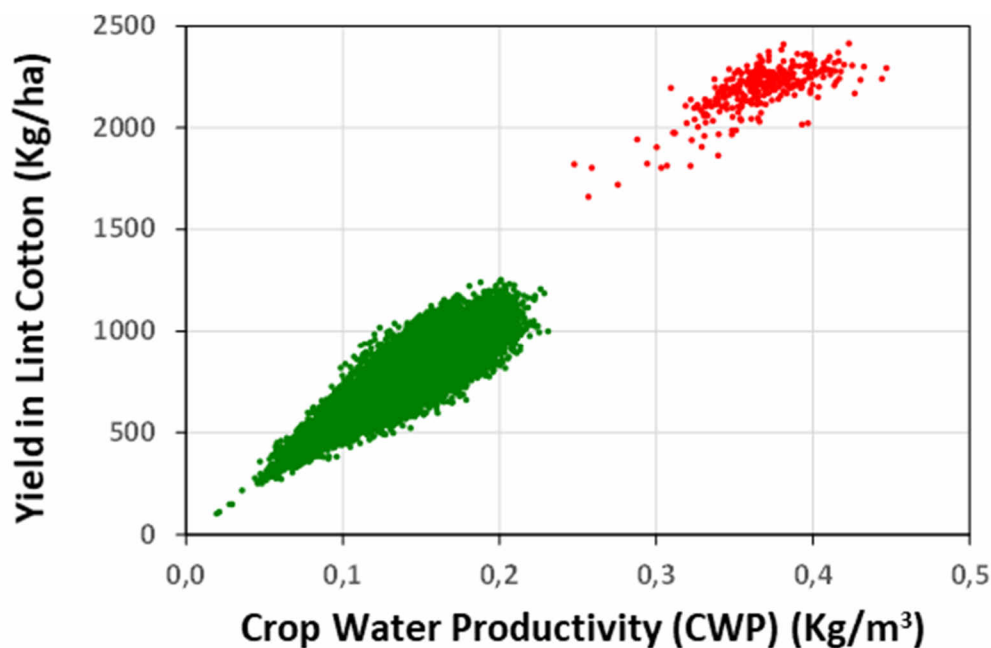 Yield in Lint Cotton (Kg/ha)
2500
2000
1500
1000
500
0
0,0 0,1 0,2 0,3 0,4 0,5
Crop Water Productivity (CWP) (Kg/m³)